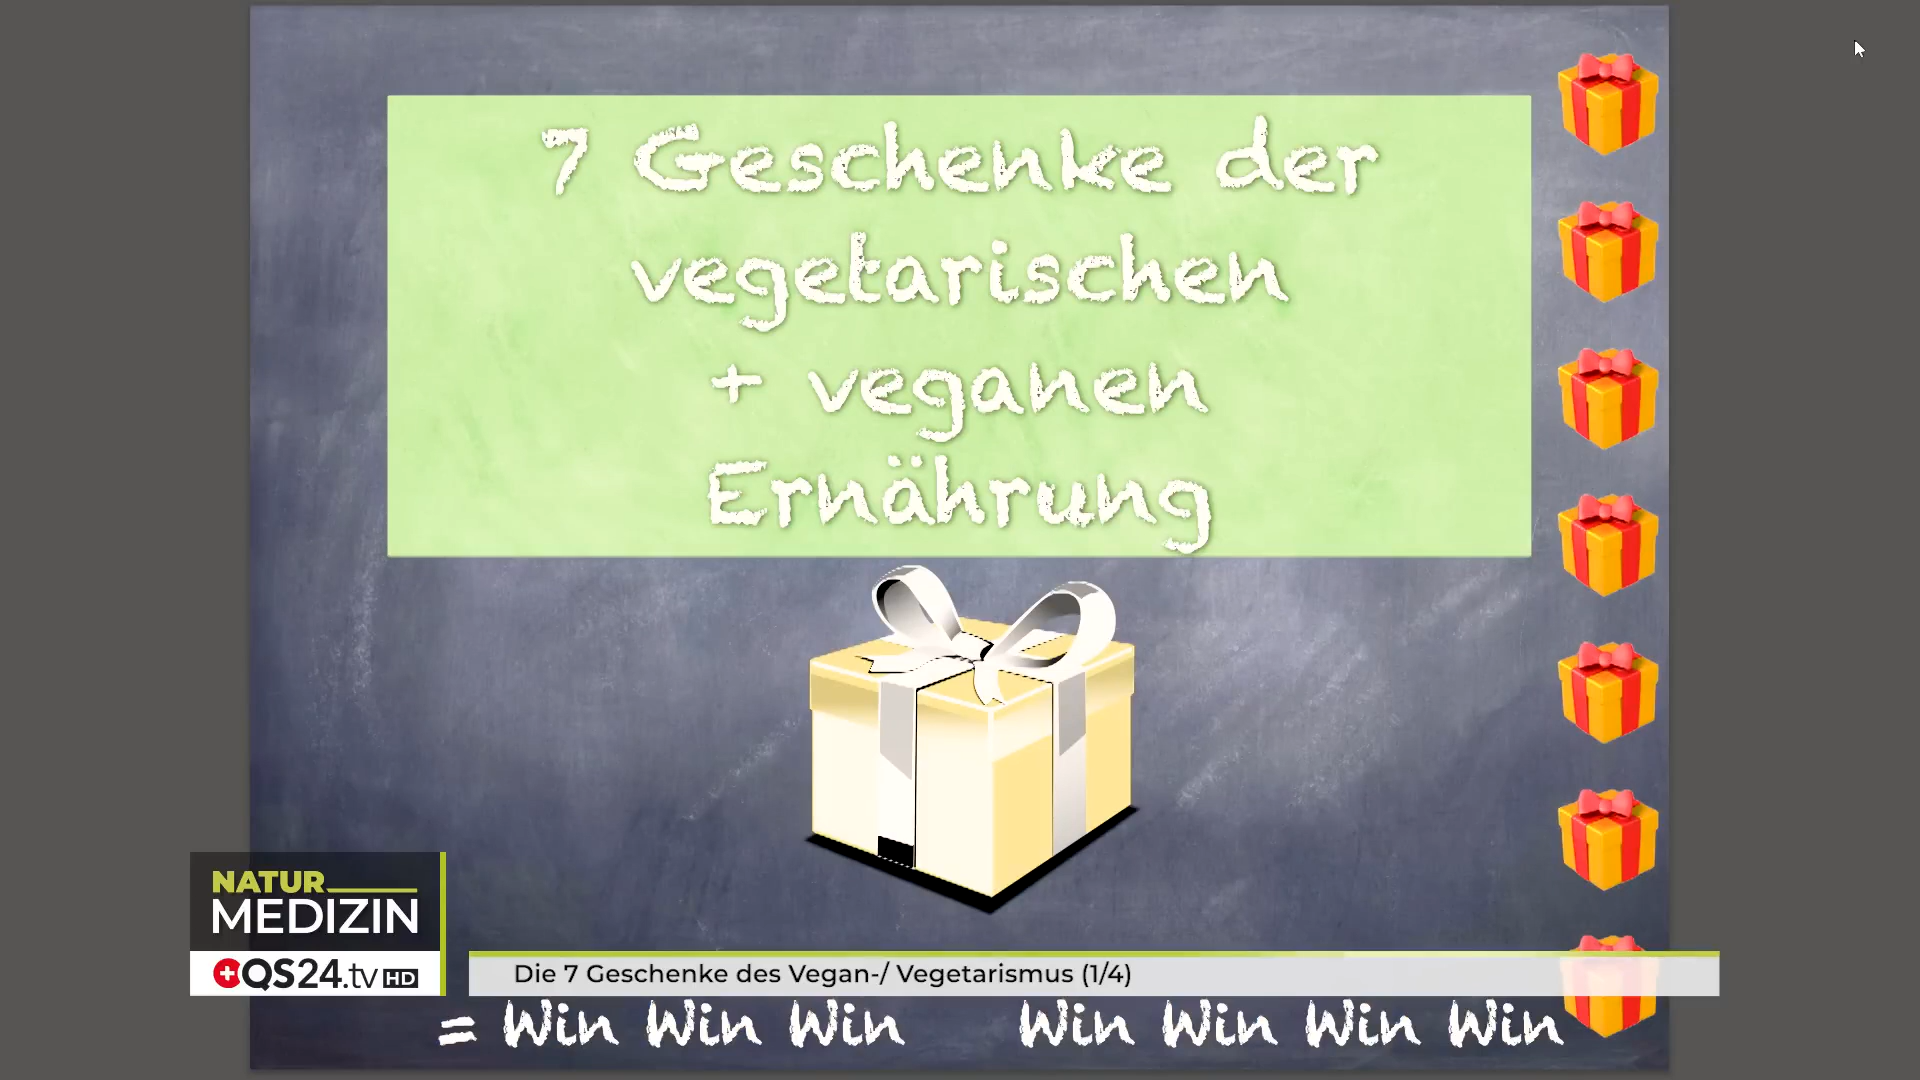 7 Geschenke der
vegetarischen
+ veganen
Ernährung
NATUR
MEDIZIN
QS24.tv HD
Die 7 Geschenke des Vegan-/ Vegetarismus (1/4)
= Win Win Win Win Win Win Win